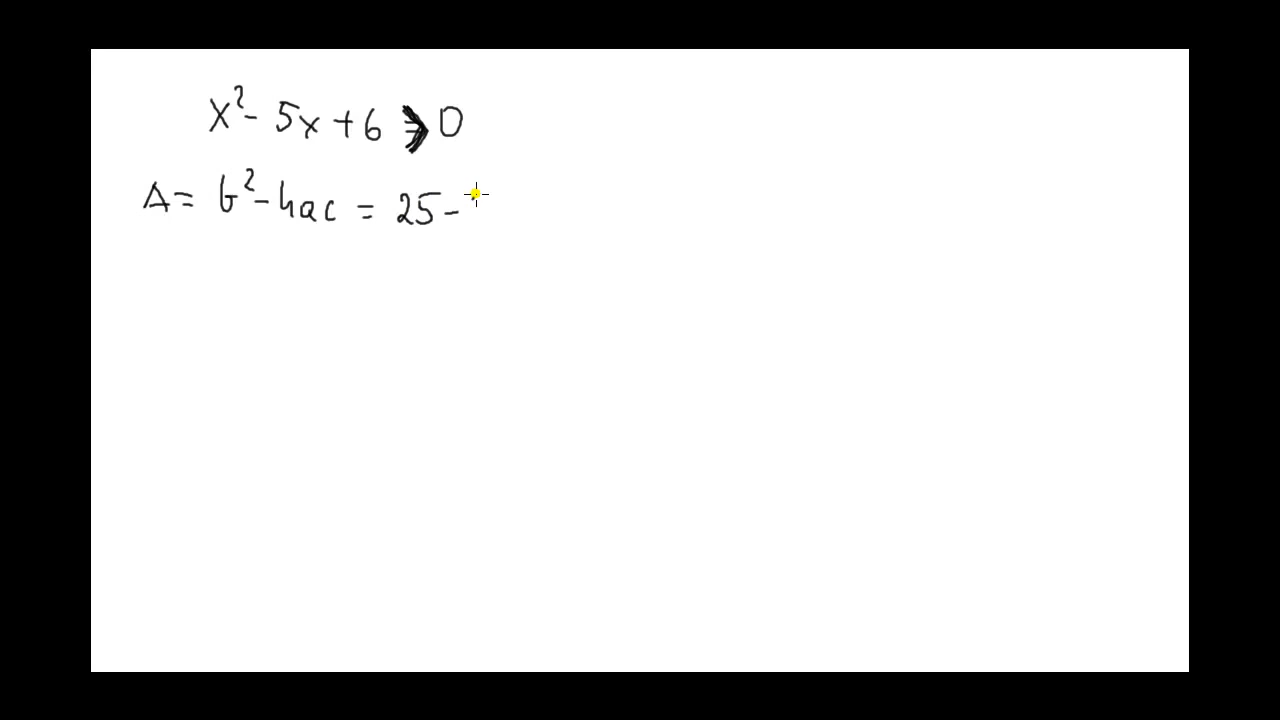 x² - 5x + 6 > 0
Δ = b² - 4ac = 25 -